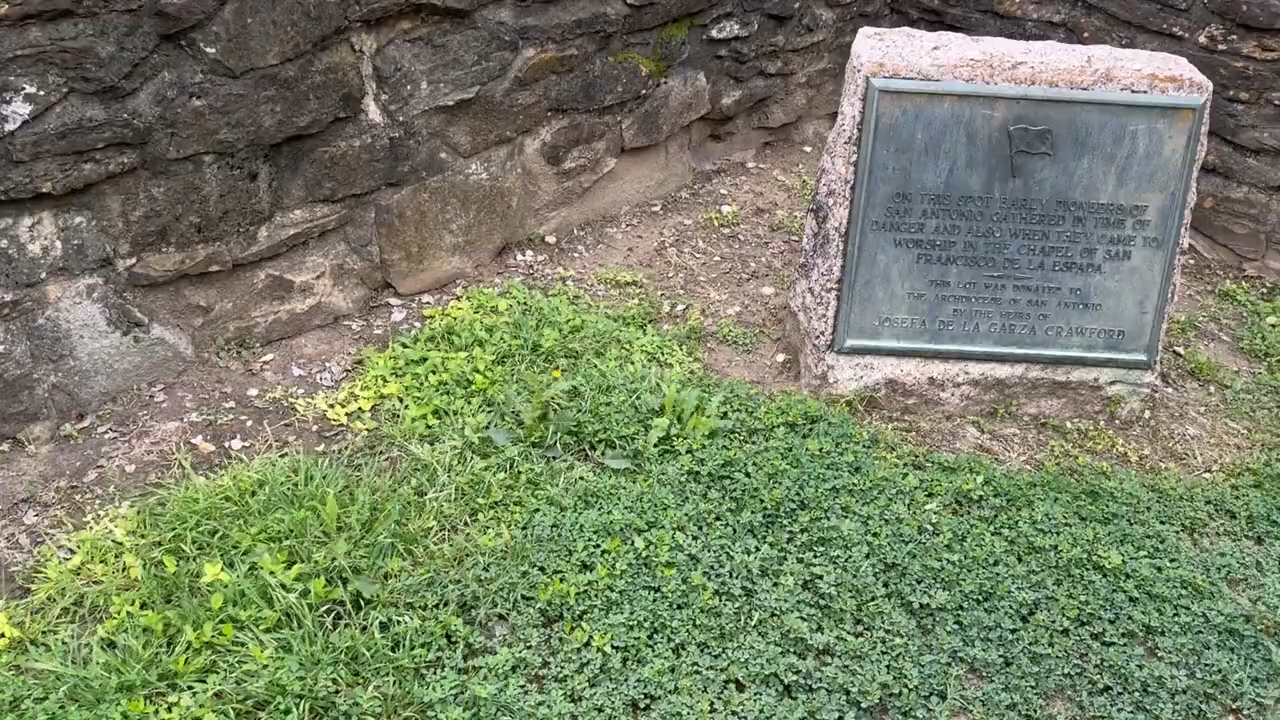 ON THIS SPOT EARLY PIONEERS OF
SAN ANTONIO GATHERED IN TIME OF
DANGER AND ALSO WHEN THEY CAME TO
WORSHIP IN THE CHAPEL OF SAN
FRANCISCO DE LA ESPADA.
THIS LOT WAS DONATED TO
THE ARCHDIOCESE OF SAN ANTONIO
BY THE HEIRS OF
JOSEFA DE LA GARZA CRAWFORD